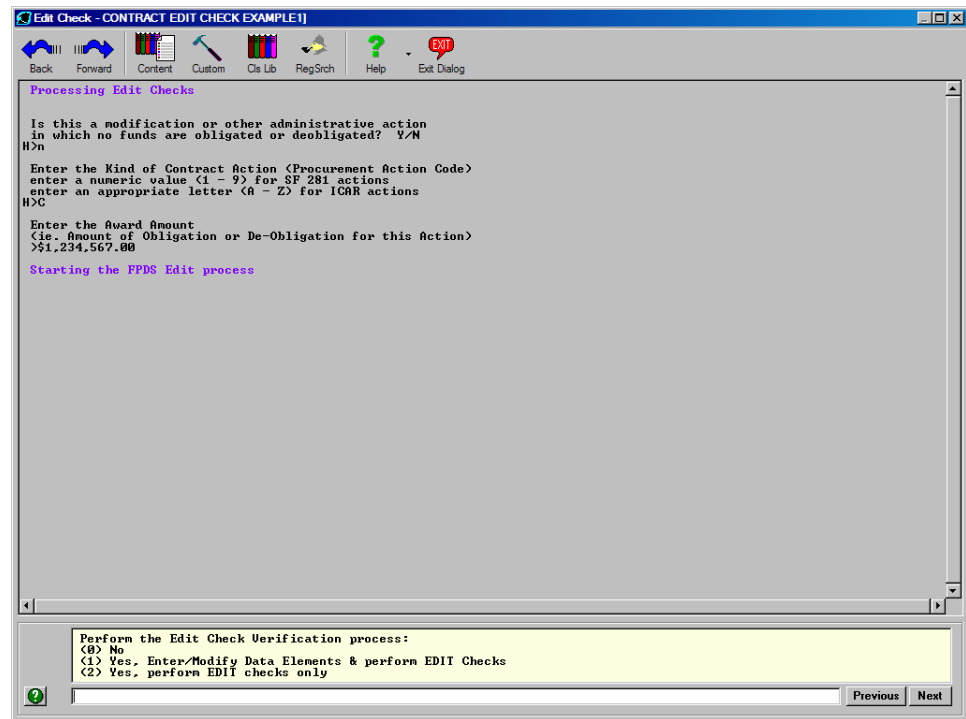 Edit Check - CONTRACT EDIT CHECK EXAMPLE1]
Back Forward Content Custom Cls Lib RegSrch Help EXIT Exit Dialog
Processing Edit Checks
Is this a modification or other administrative action
in which no funds are obligated or deobligated? Y/N
H>n
Enter the Kind of Contract Action (Procurement Action Code)
enter a numeric value (1 - 9) for SF 281 actions
enter an appropriate letter (A - Z) for ICAR actions
H>C
Enter the Award Amount
(ie. Amount of Obligation or De-Obligation for this Action)
>$1,234,567.00
Starting the FPDS Edit process
Perform the Edit Check Verification process:
(0) No
(1) Yes, Enter/Modify Data Elements & perform EDIT Checks
(2) Yes, perform EDIT checks only
Previous Next